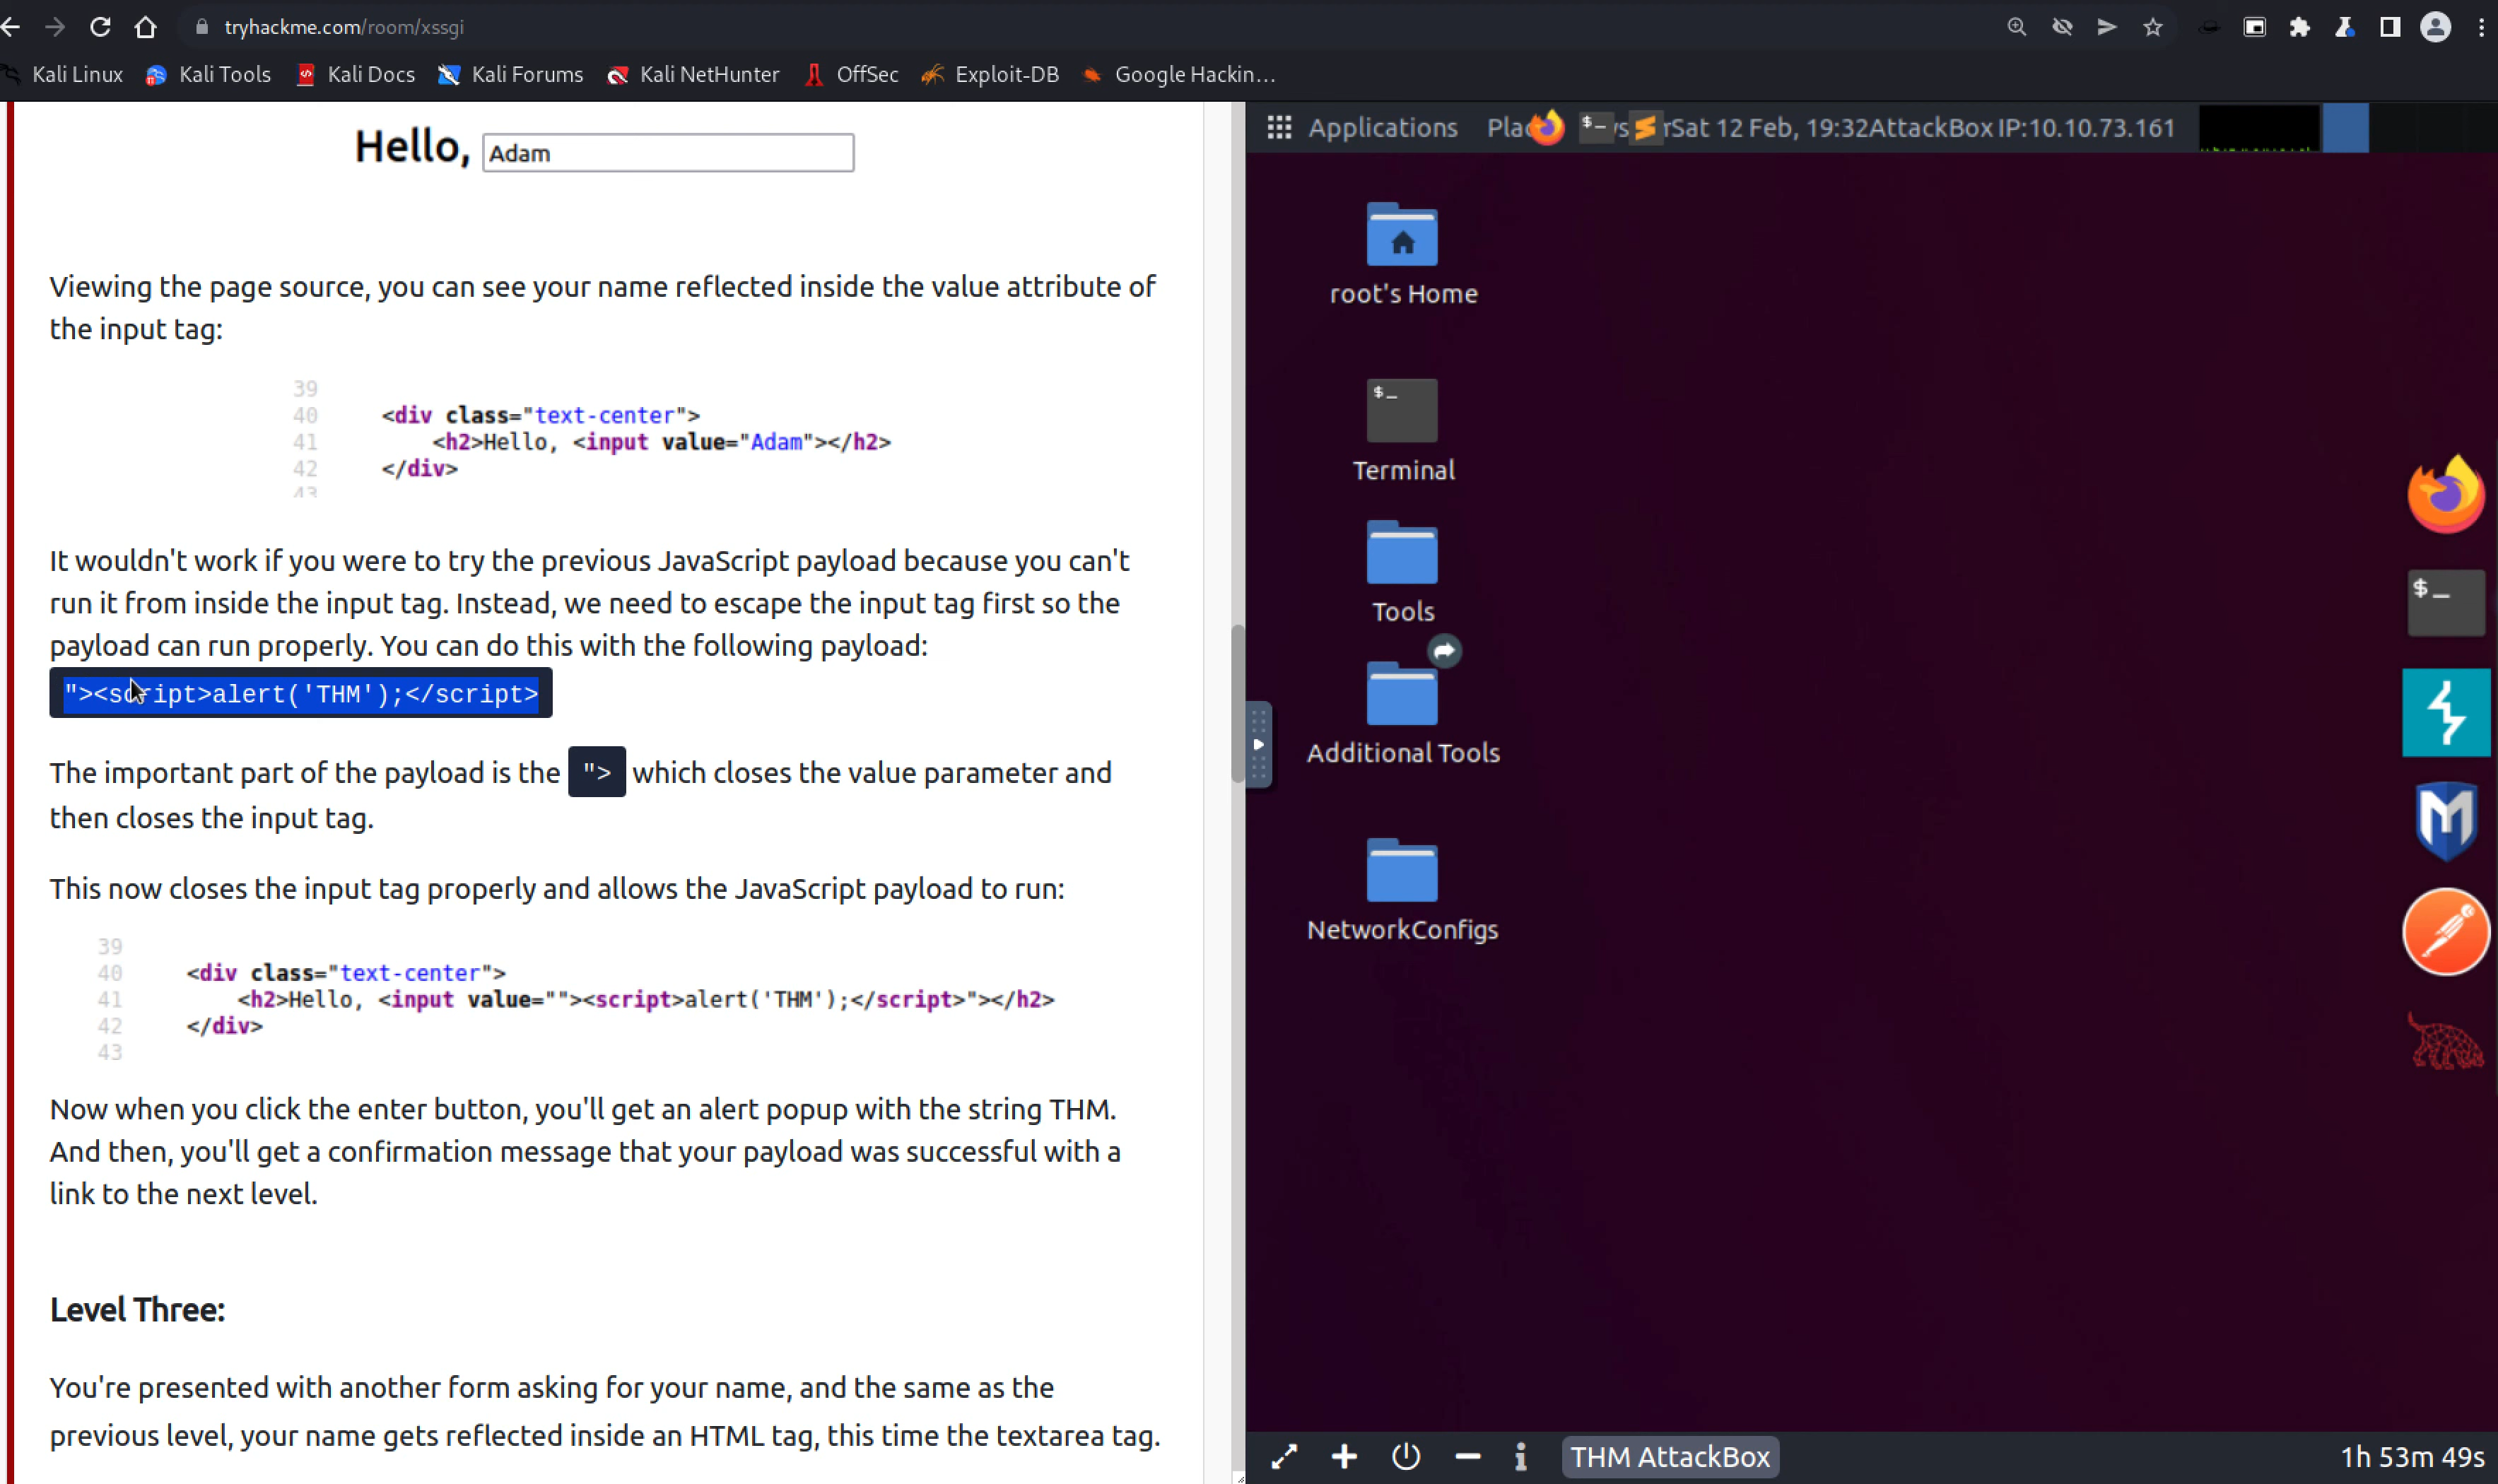 tryhackme.com/room/xssgi
Kali Linux Kali Tools Kali Docs Kali Forums Kali NetHunter OffSec Exploit-DB Google Hackin...
Hello, Adam
Viewing the page source, you can see your name reflected inside the value attribute of
the input tag:
39
40 <div class="text-center">
41 <h2>Hello, <input value="Adam"></h2>
42 </div>
43
It wouldn't work if you were to try the previous JavaScript payload because you can't
run it from inside the input tag. Instead, we need to escape the input tag first so the
payload can run properly. You can do this with the following payload:
"><script>alert('THM');</script>
The important part of the payload is the "> which closes the value parameter and
then closes the input tag.
This now closes the input tag properly and allows the JavaScript payload to run:
39
40 <div class="text-center">
41 <h2>Hello, <input value=""><script>alert('THM');</script>"></h2>
42 </div>
43
Now when you click the enter button, you'll get an alert popup with the string THM.
And then, you'll get a confirmation message that your payload was successful with a
link to the next level.
Level Three:
You're presented with another form asking for your name, and the same as the
previous level, your name gets reflected inside an HTML tag, this time the textarea tag.
Applications Sat 12 Feb, 19:32 AttackBox IP:10.10.73.161
root's Home
Terminal
Tools
Additional Tools
NetworkConfigs
THM AttackBox 1h 53m 49s